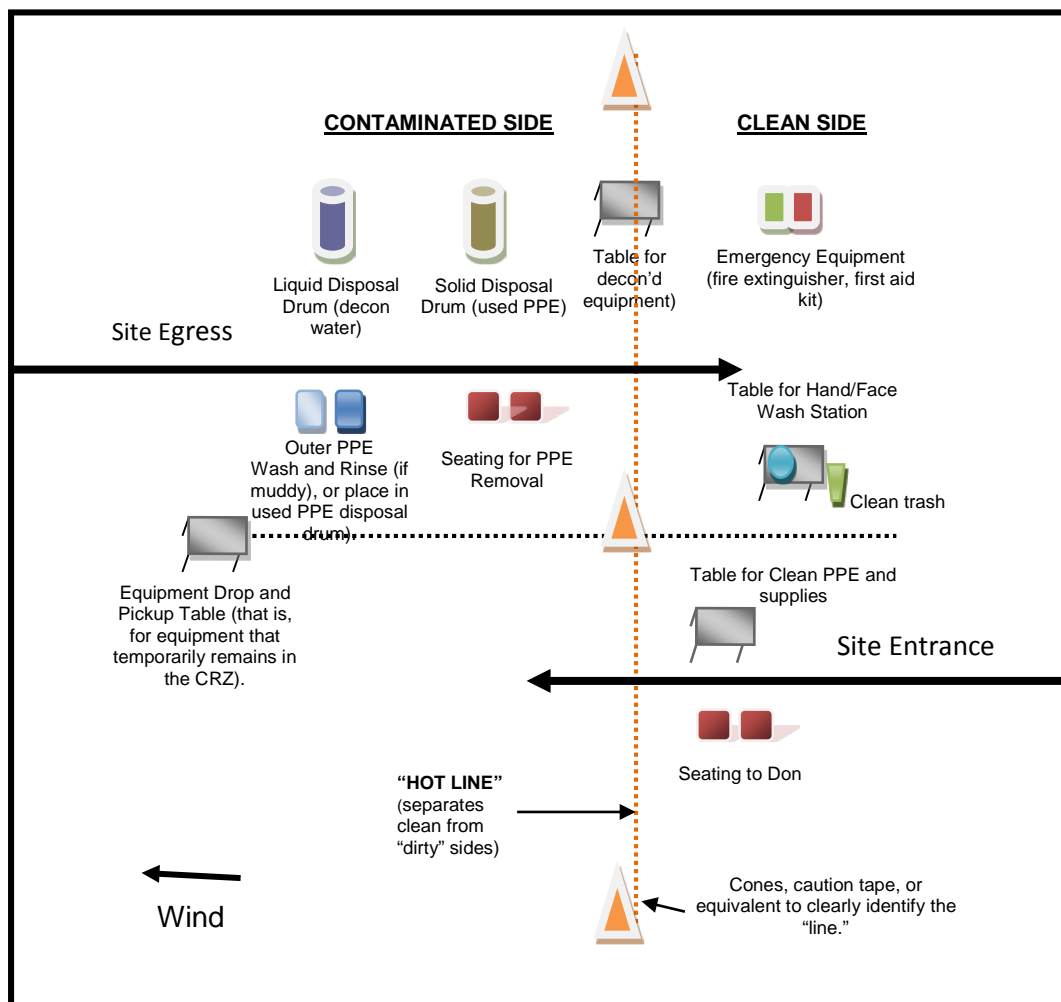 CONTAMINATED SIDE
CLEAN SIDE
Liquid Disposal
Drum (decon
water)
Solid Disposal
Drum (used PPE)
Table for
decon’d
equipment)
Emergency Equipment
(fire extinguisher, first aid
kit)
Site Egress
Table for Hand/Face
Wash Station
Outer PPE
Wash and Rinse (if
muddy), or place in
used PPE disposal
drum).
Seating for PPE
Removal
Clean trash
Equipment Drop and
Pickup Table (that is,
for equipment that
temporarily remains in
the CRZ).
Table for Clean PPE and
supplies
Site Entrance
Seating to Don
“HOT LINE”
(separates
clean from
“dirty” sides)
Wind
Cones, caution tape, or
equivalent to clearly identify the
“line.”